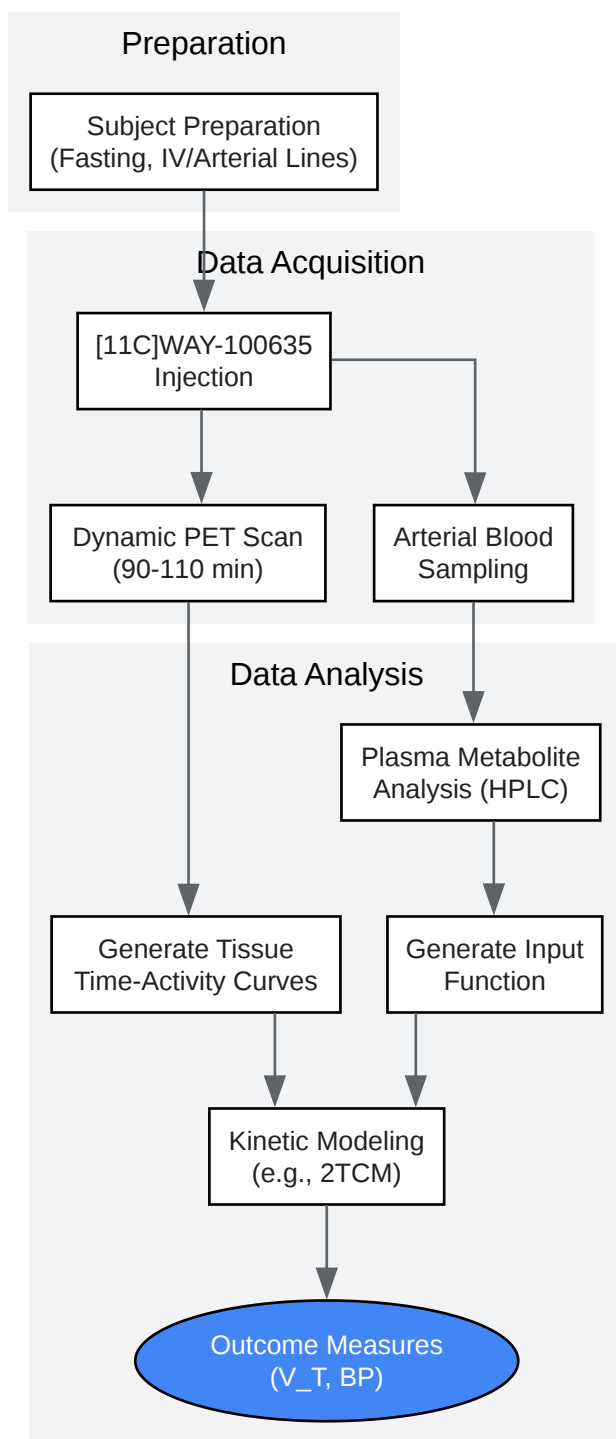 Preparation
Subject Preparation
(Fasting, IV/Arterial Lines)
Data Acquisition
[11C]WAY-100635
Injection
Dynamic PET Scan
(90-110 min)
Arterial Blood
Sampling
Data Analysis
Plasma Metabolite
Analysis (HPLC)
Generate Tissue
Time-Activity Curves
Generate Input
Function
Kinetic Modeling
(e.g., 2TCM)
Outcome Measures
(V_T, BP)